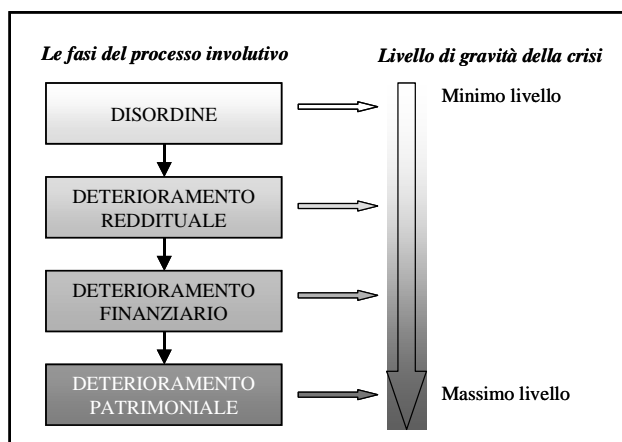 Le fasi del processo involutivo
Livello di gravità della crisi
DISORDINE
Minimo livello
DETERIORAMENTO
REDDITUALE
DETERIORAMENTO
FINANZIARIO
DETERIORAMENTO
PATRIMONIALE
Massimo livello